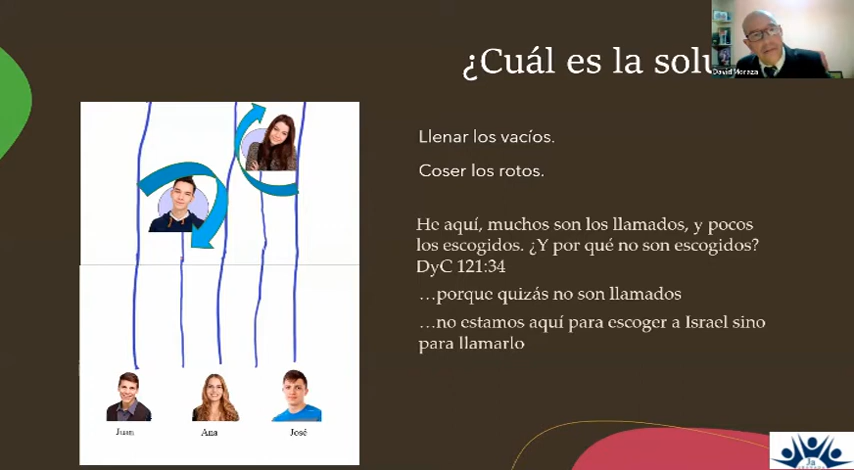 ¿Cuál es la solu
David Moraza
Llenar los vacíos.
Coser los rotos.
He aquí, muchos son los llamados, y pocos
los escogidos. ¿Y por qué no son escogidos?
DyC 121:34
…porque quizás no son llamados
…no estamos aquí para escoger a Israel sino
para llamarlo
Juan
Ana
José